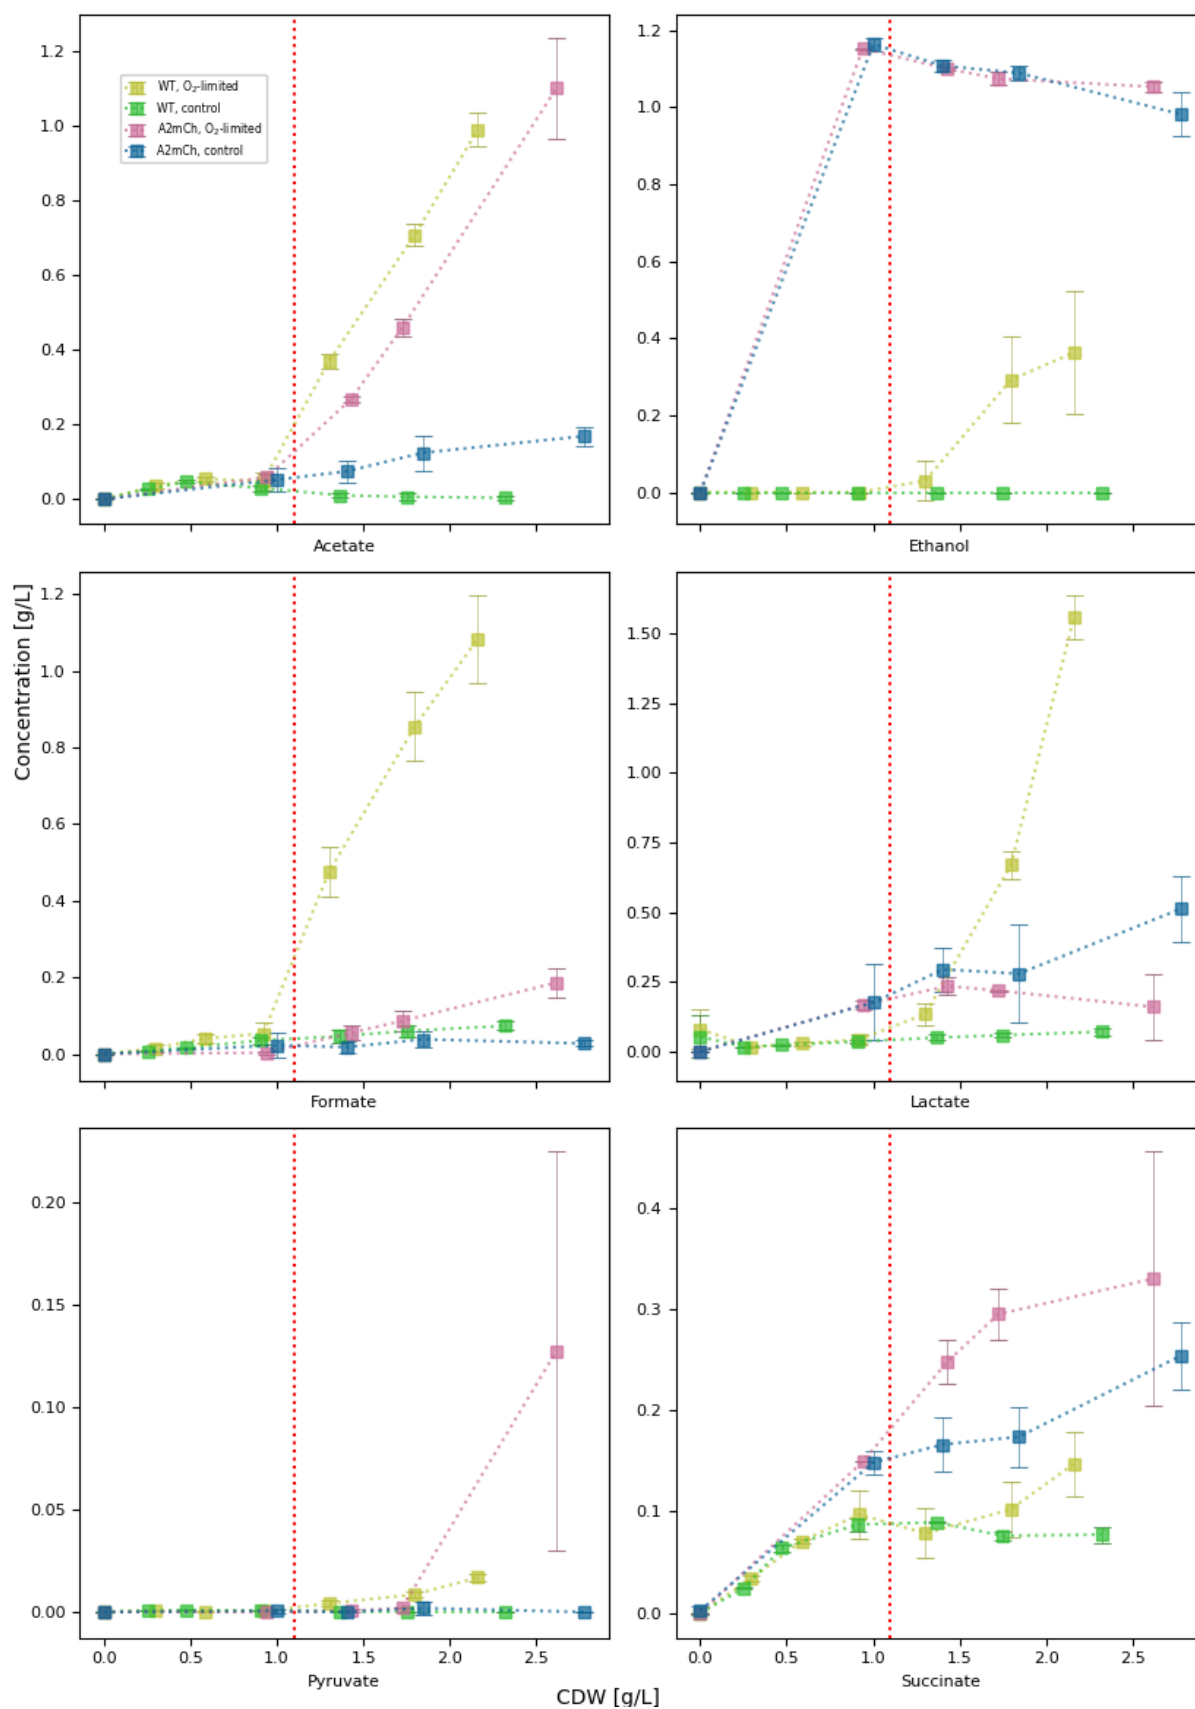 1.2
1.0
0.8
0.6
0.4
0.2
0.0
WT, O₂-limited
WT, control
A2mCh, O₂-limited
A2mCh, control
Acetate
1.2
1.0
0.8
0.6
0.4
0.2
0.0
Ethanol
Concentration [g/L]
1.2
1.0
0.8
0.6
0.4
0.2
0.0
Formate
1.50
1.25
1.00
0.75
0.50
0.25
0.00
Lactate
0.20
0.15
0.10
0.05
0.00
0.0 0.5 1.0 1.5 2.0 2.5
Pyruvate
0.4
0.3
0.2
0.1
0.0
0.0 0.5 1.0 1.5 2.0 2.5
Succinate
CDW [g/L]